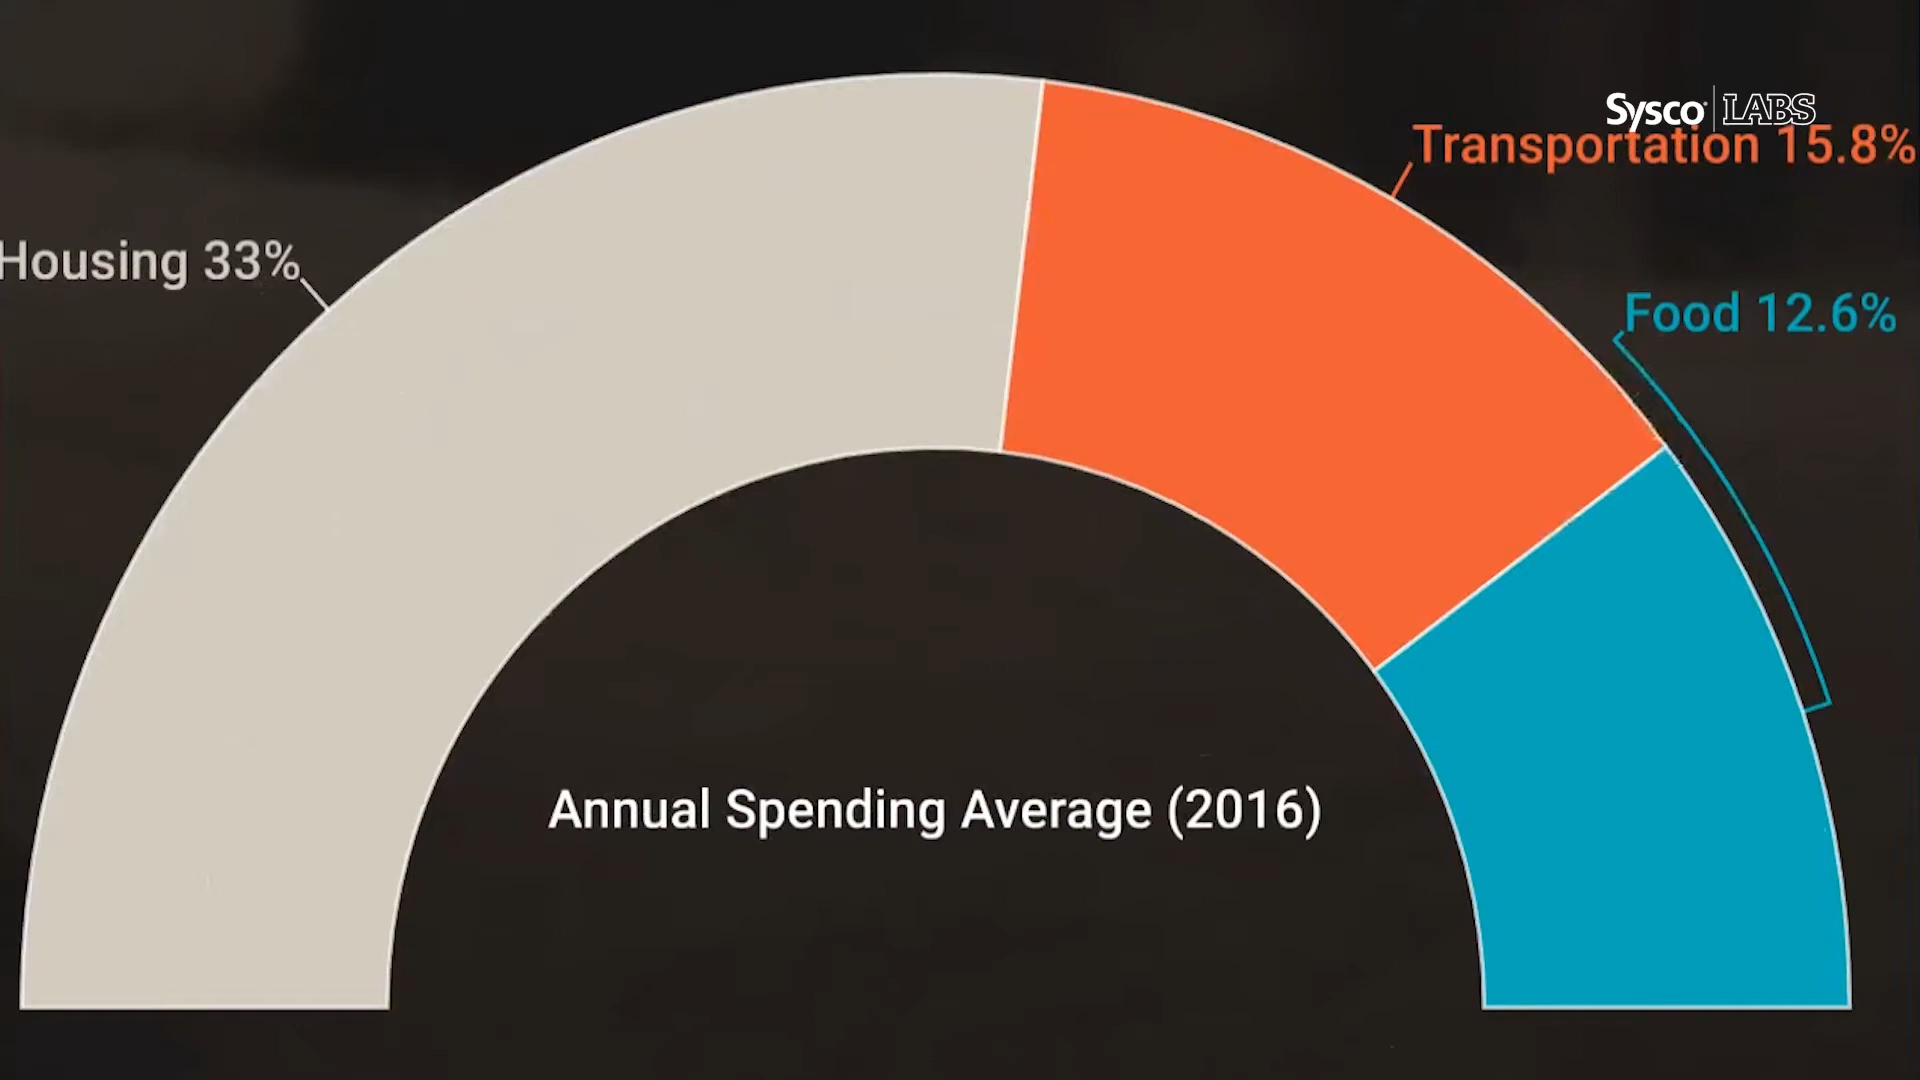 Sysco LABS
Transportation 15.8%
Housing 33%
Food 12.6%
Annual Spending Average (2016)